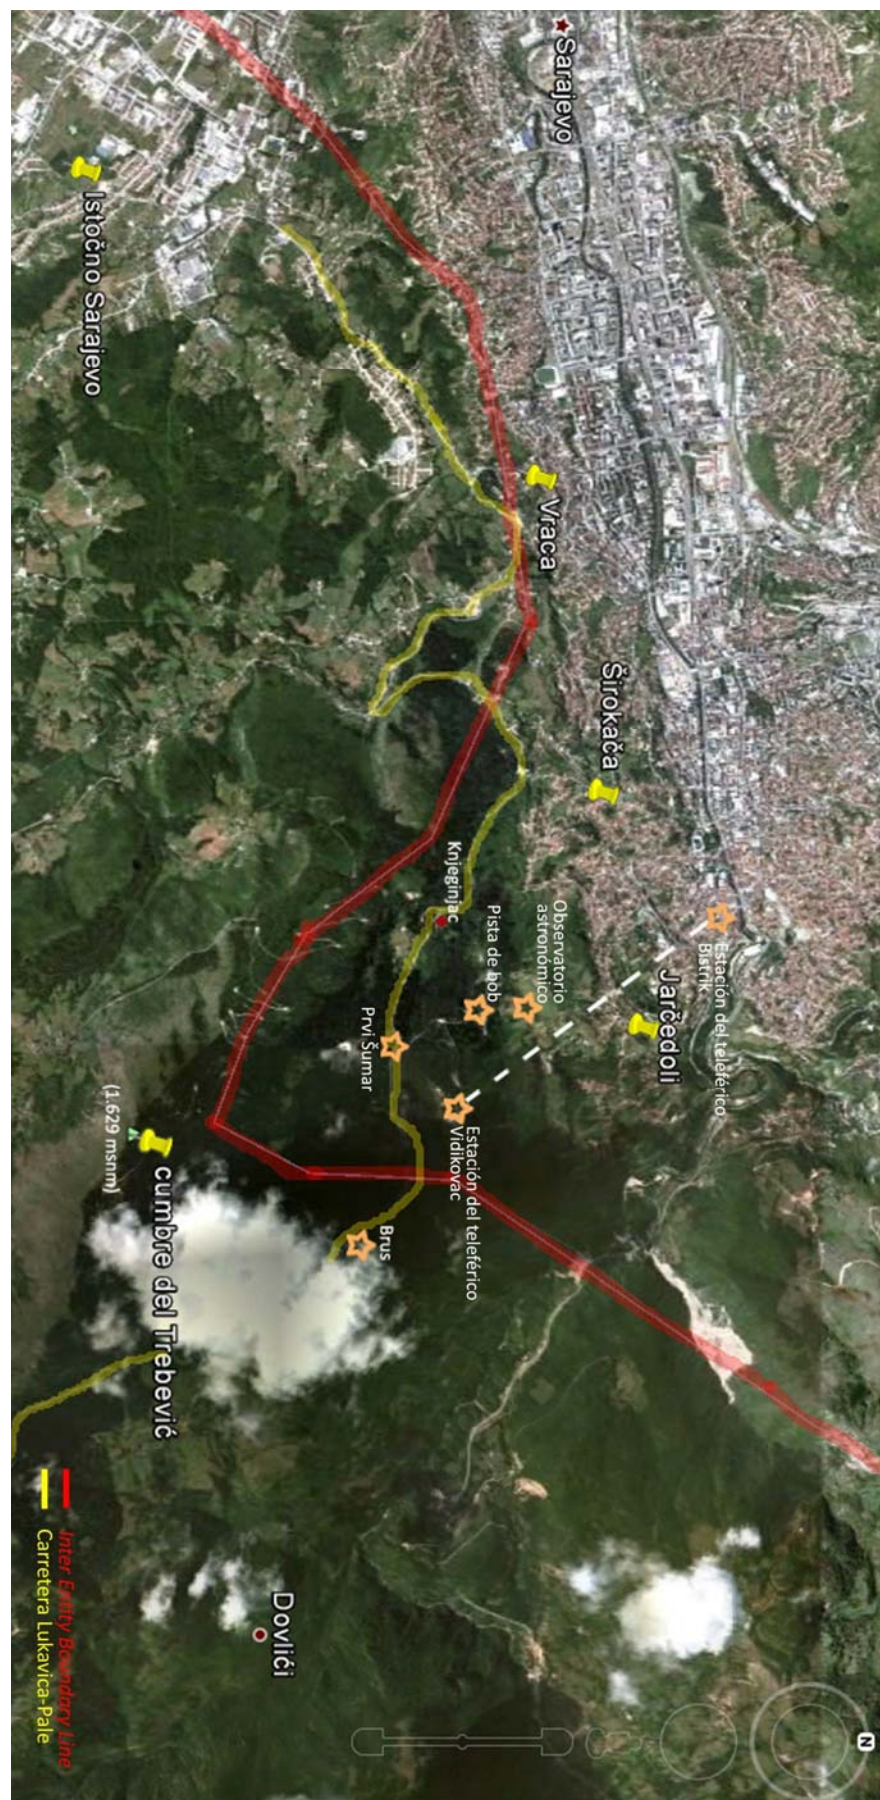 Sarajevo
Istočno Sarajevo
Vraca
Širokača
Estación del teleférico
Bistrik
Jarčedoli
Observatorio
astronómico
Pista de bob
Knjeginjac
Prvi Šumar
Estación del teleférico
Vidikovac
Brus
cumbre del Trebević
(1.629 msnm)
Dovlići
N
Inter Entity Boundary Line
Carretera Lukavica-Pale